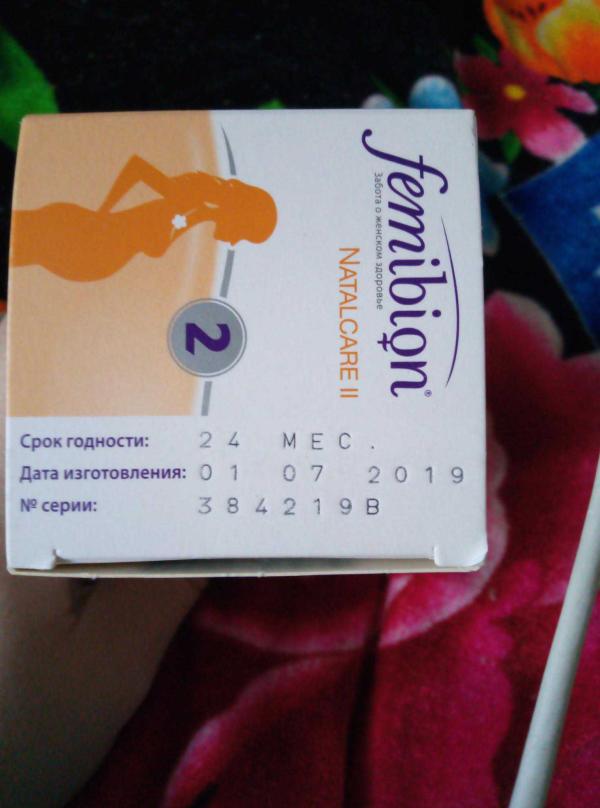 femibion®
Забота о женском здоровье
NATALCARE II
2
Срок годности: 24 МЕС.
Дата изготовления: 01 07 2019
№ серии: 384219B